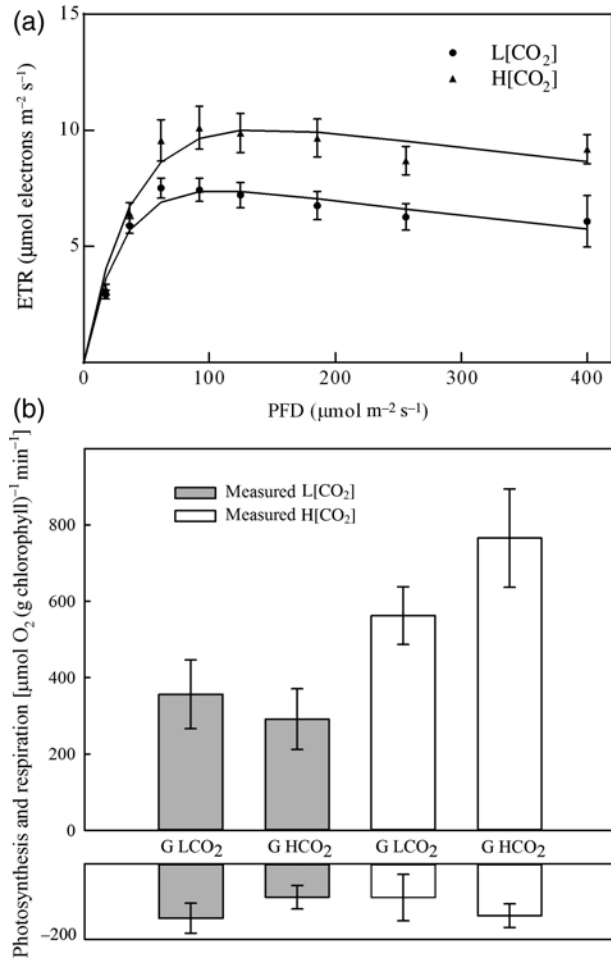 (a)
15
10
5
ETR (μmol electrons m⁻² s⁻¹)
L[CO₂]
H[CO₂]
0 100 200 300 400
PFD (μmol m⁻² s⁻¹)
(b)
Photosynthesis and respiration [μmol O₂ (g chlorophyll)⁻¹ min⁻¹]
Measured L[CO₂]
Measured H[CO₂]
800
600
400
200
0
G LCO₂ G HCO₂ G LCO₂ G HCO₂
−200